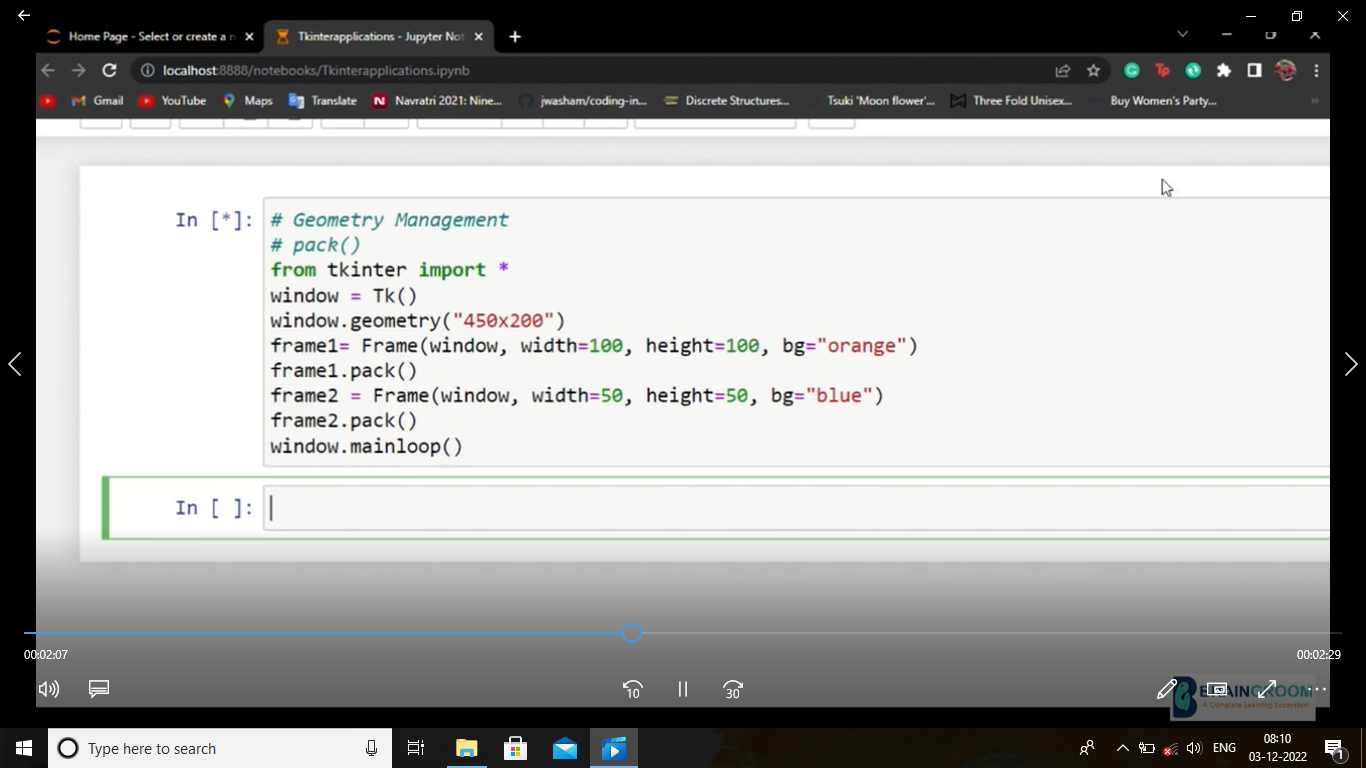 Home Page - Select or create a n
Tkinterapplications - Jupyter Not
localhost:8888/notebooks/Tkinterapplications.ipynb
Tp
Gmail
YouTube
Maps
Translate
N Navratri 2021: Nine...
jwasham/coding-in...
Discrete Structures...
Tsuki 'Moon flower'...
Three Fold Unisex...
Buy Women's Party...
In [*]:
# Geometry Management
# pack()
from tkinter import *
window = Tk()
window.geometry("450x200")
frame1= Frame(window, width=100, height=100, bg="orange")
frame1.pack()
frame2 = Frame(window, width=50, height=50, bg="blue")
frame2.pack()
window.mainloop()
In [ ]:
00:02:07
00:02:29
10
30
BRAINGROOM
A Complete Learning Ecosystem
Type here to search
ENG
08:10
03-12-2022
1